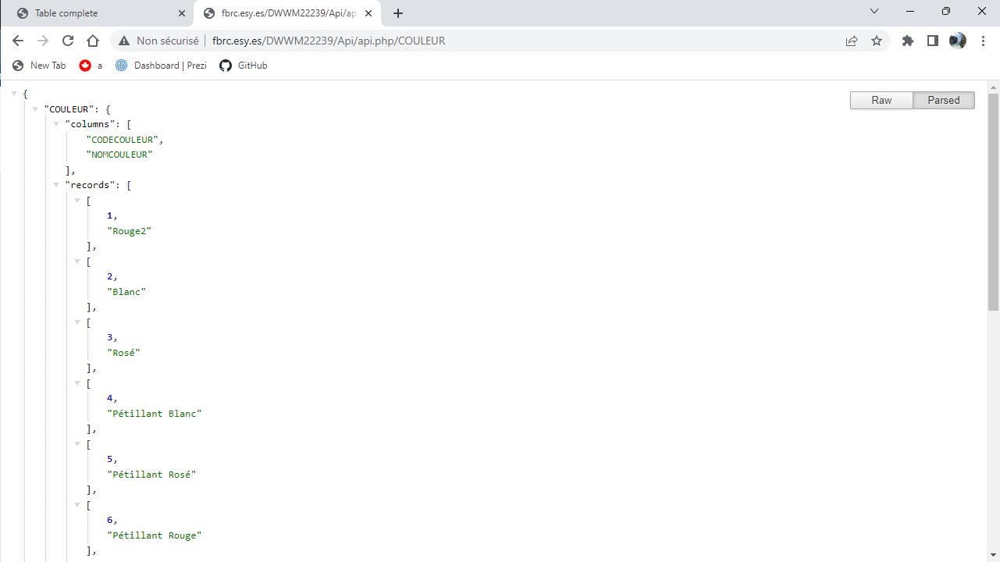 Table complete
fbrc.esy.es/DWWM22239/Api/api
Non sécurisé
fbrc.esy.es/DWWM22239/Api/api.php/COULEUR
New Tab
a
Dashboard | Prezi
GitHub
Raw
Parsed
{
"COULEUR": {
"columns": [
"CODECOULEUR",
"NOMCOULEUR"
],
"records": [
[
1,
"Rouge2"
],
[
2,
"Blanc"
],
[
3,
"Rosé"
],
[
4,
"Pétillant Blanc"
],
[
5,
"Pétillant Rosé"
],
[
6,
"Pétillant Rouge"
],